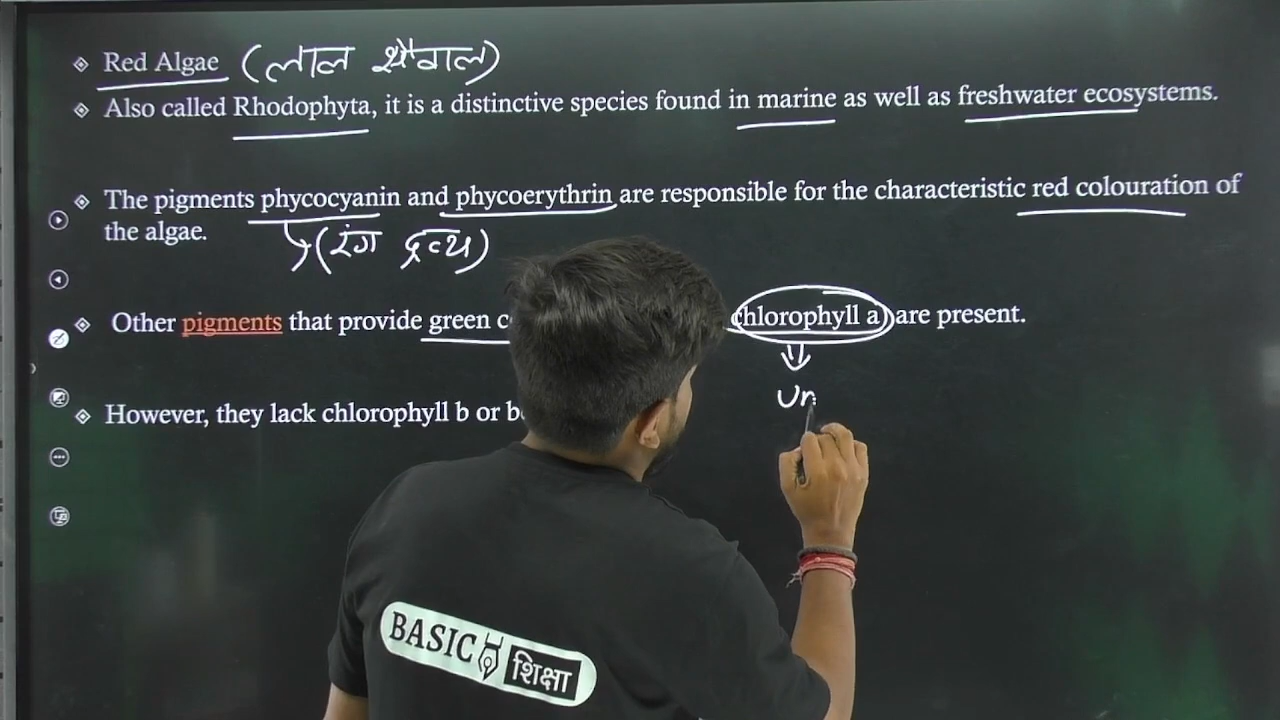 Red Algae (लाल शैवाल)
Also called Rhodophyta, it is a distinctive species found in marine as well as freshwater ecosystems.
The pigments phycocyanin and phycoerythrin are responsible for the characteristic red colouration of
the algae.
(रंग द्रव्य)
Other pigments that provide green c chlorophyll a are present.
Un
However, they lack chlorophyll b or b
BASIC शिक्षा